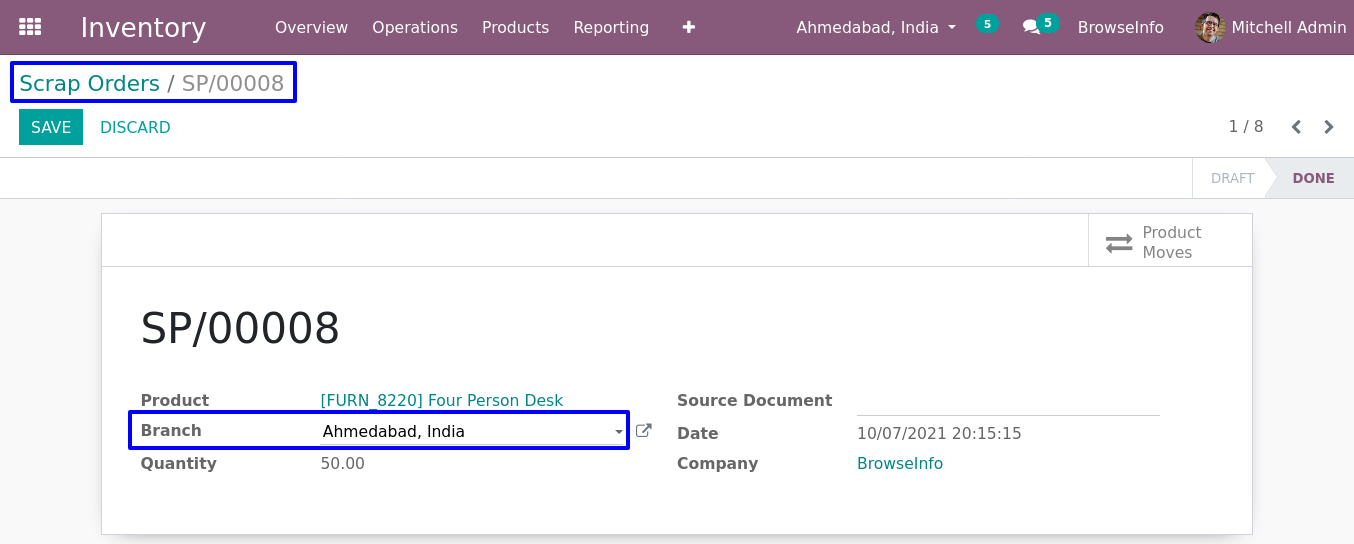 Inventory Overview Operations Products Reporting Ahmedabad, India 5 5 BrowseInfo Mitchell Admin
Scrap Orders / SP/00008
SAVE DISCARD 1 / 8
DRAFT DONE
Product
Moves
SP/00008
Product [FURN_8220] Four Person Desk Source Document
Branch Ahmedabad, India Date 10/07/2021 20:15:15
Quantity 50.00 Company BrowseInfo